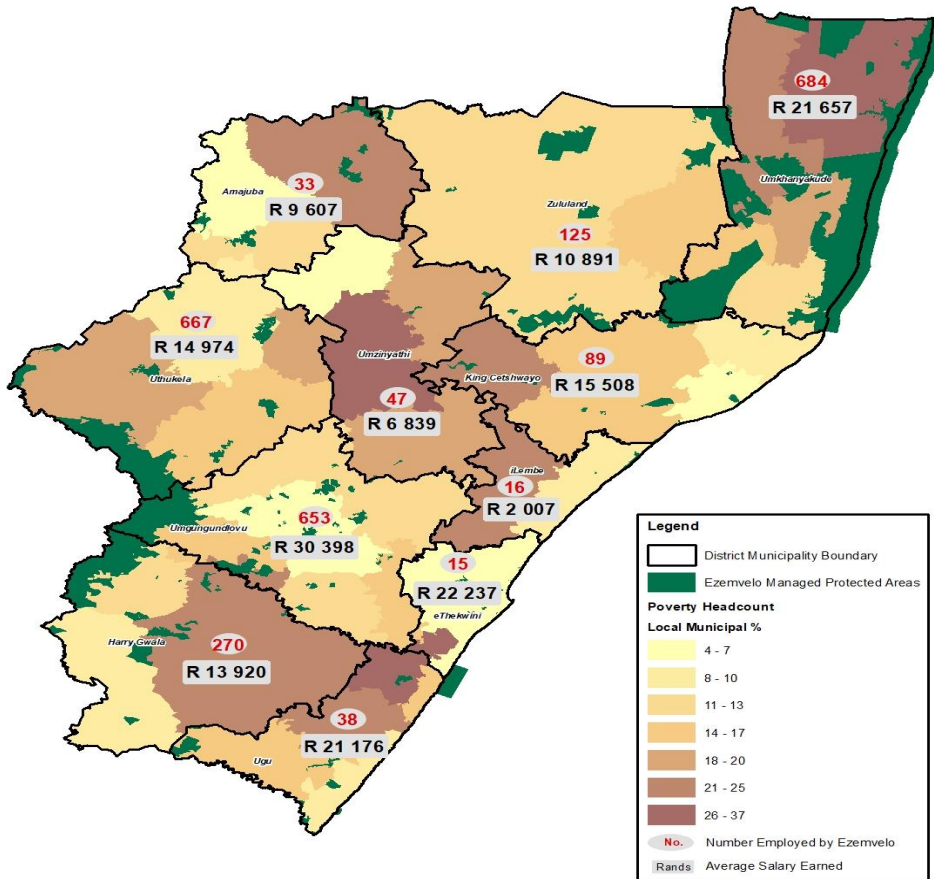 684
R 21 657
Umkhanyakude
33
Amajuba
R 9 607
Zululand
125
R 10 891
667
R 14 974
Uthukela
Umzinyathi
89
King Cetshwayo
R 15 508
47
R 6 839
iLembe
16
R 2 007
653
Umgungundlovu
R 30 398
15
R 22 237
eThekwini
270
Harry Gwala
R 13 920
38
R 21 176
Ugu
Legend
District Municipality Boundary
Ezemvelo Managed Protected Areas
Poverty Headcount
Local Municipal %
4 - 7
8 - 10
11 - 13
14 - 17
18 - 20
21 - 25
26 - 37
No. Number Employed by Ezemvelo
Rands Average Salary Earned